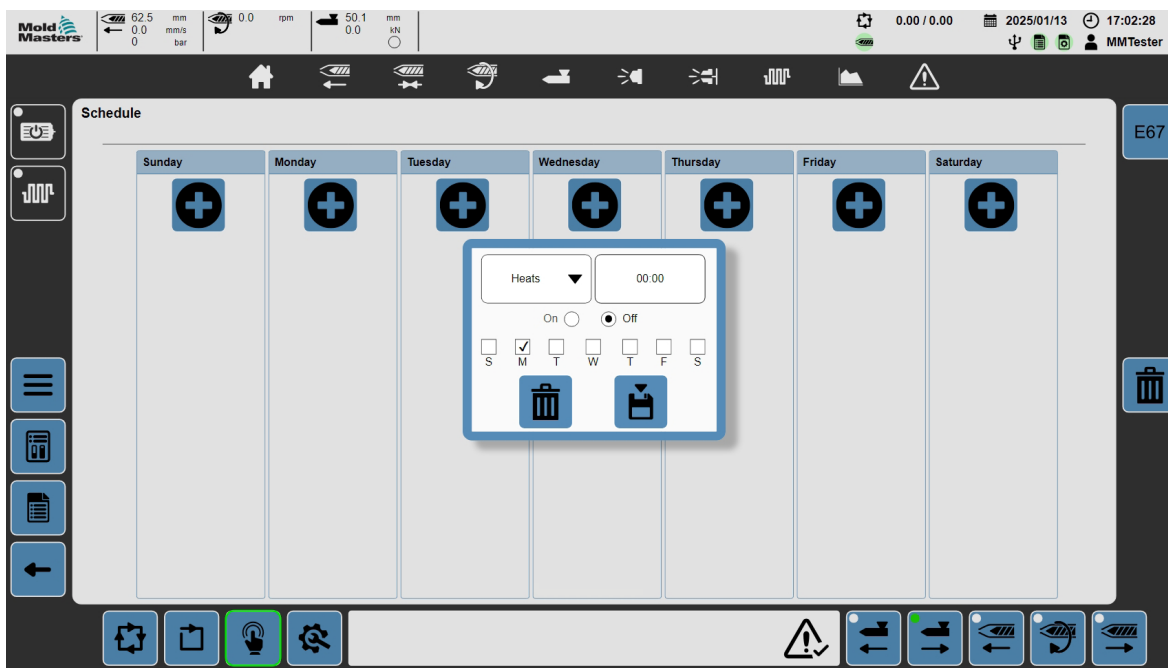 Mold
Masters
62.5 mm
0.0 mm/s
0 bar
0.0 rpm
50.1 mm
0.0 kN
0.00 / 0.00
2025/01/13
17:02:28
MMTester
Schedule
E67
Sunday Monday Tuesday Wednesday Thursday Friday Saturday
Heats 00:00
On Off
S M T W T F S